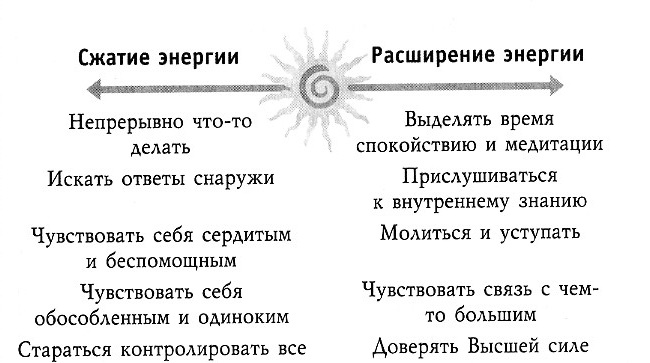 Сжатие энергии
Расширение энергии
Непрерывно что-то
делать
Выделять время
спокойствию и медитации
Искать ответы снаружи
Прислушиваться
к внутреннему знанию
Чувствовать себя сердитым
и беспомощным
Молиться и уступать
Чувствовать себя
обособленным и одиноким
Чувствовать связь с чем-
то большим
Стараться контролировать все
Доверять Высшей силе